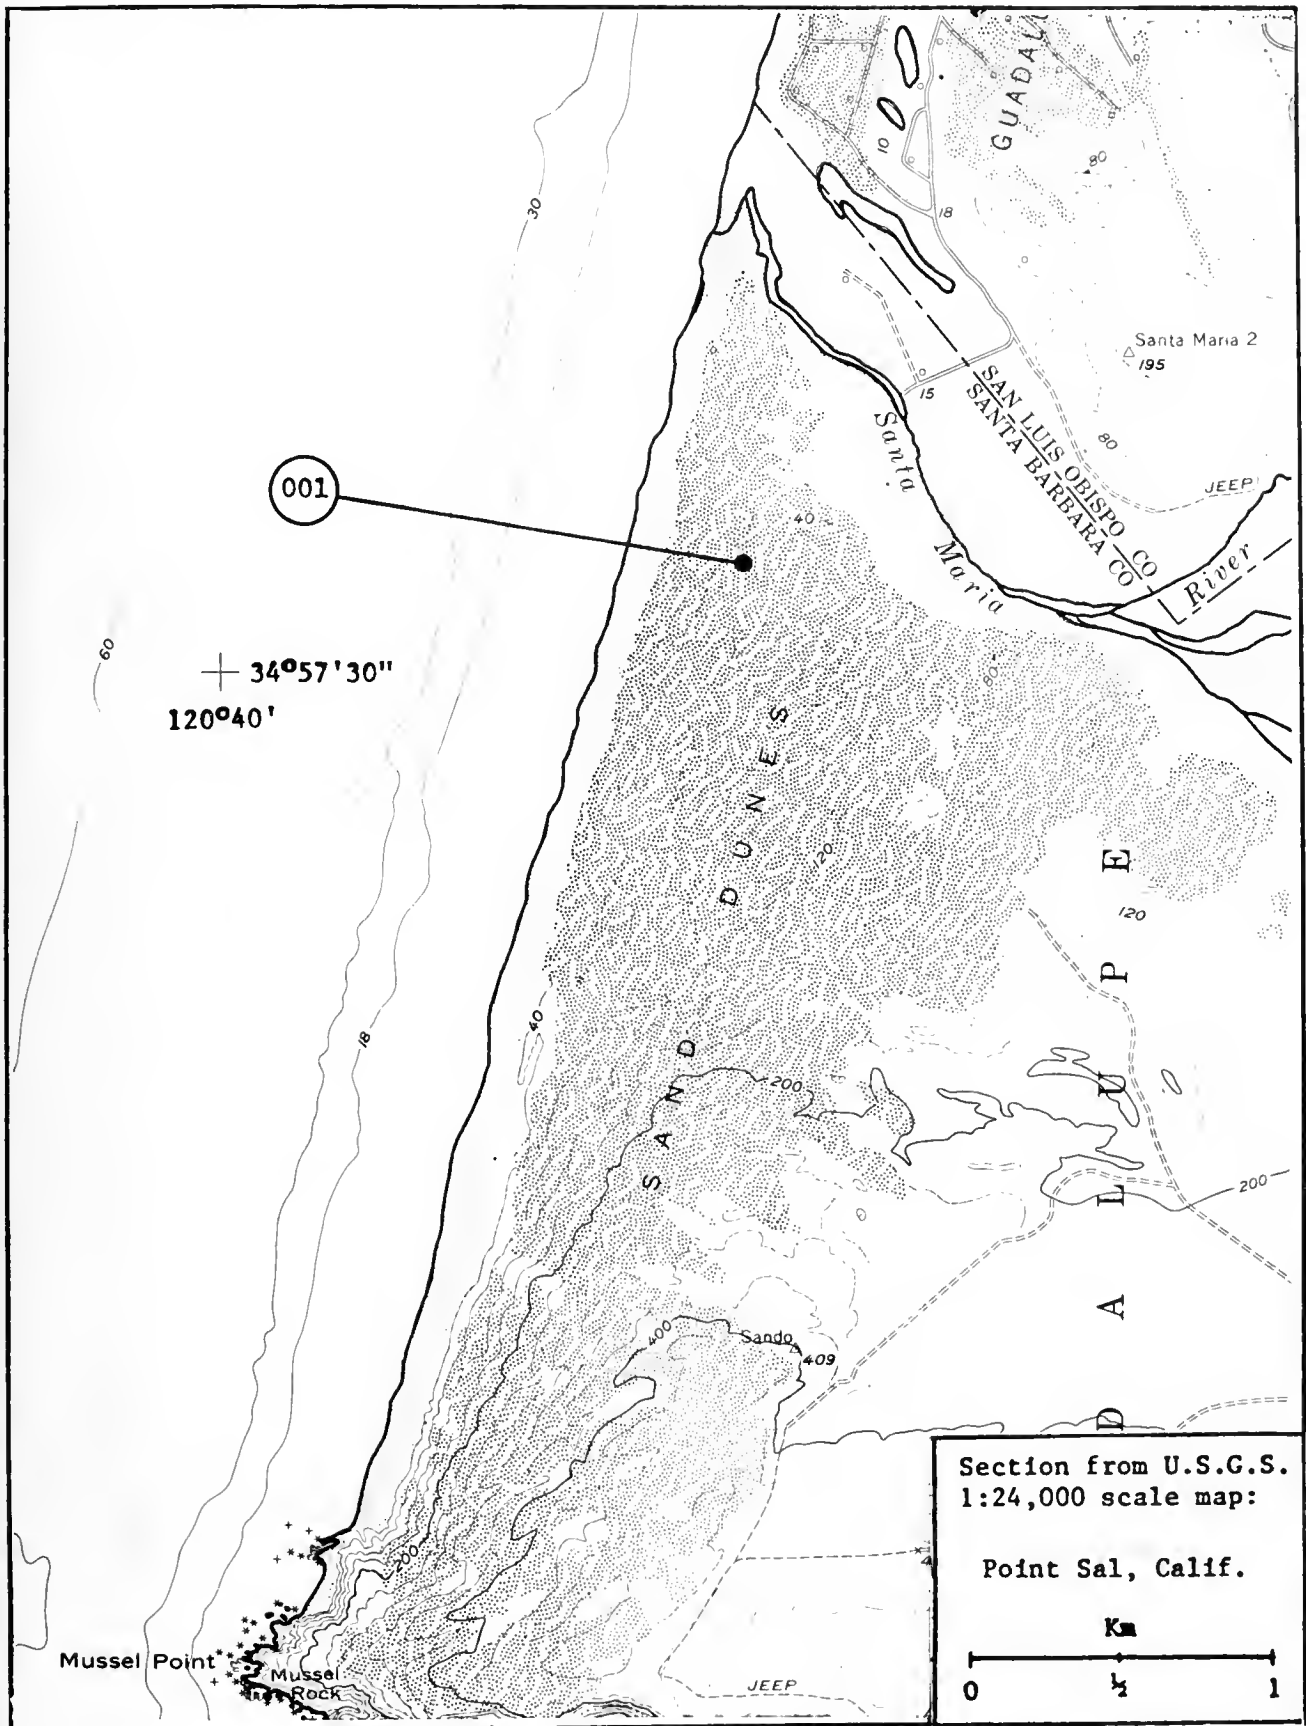 GUADAL
10
80
30
18
Santa Maria 2
195
15
SAN LUIS OBISPO CO
SANTA BARBARA CO
80
JEEP
001
40
Santa
Maria
River
60
34°57'30"
120°40'
80
SAND DUNES
120
GUADALUPE
120
40
18
200
200
400
Sando
409
200
Mussel Point
Mussel
Rock
JEEP
Section from U.S.G.S.
1:24,000 scale map:
Point Sal, Calif.
Km
0 ½ 1